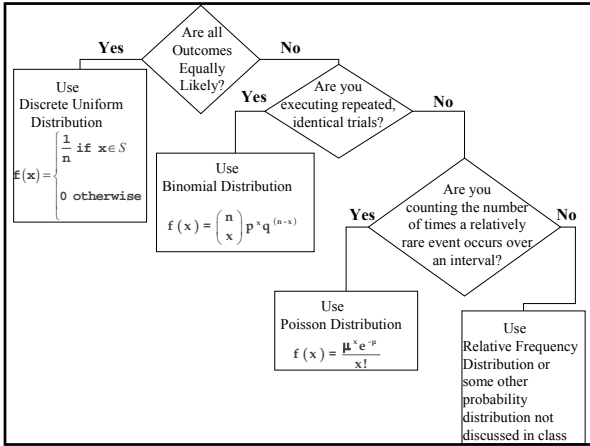 Are all
Outcomes
Equally
Likely?
Yes
No
Use
Discrete Uniform
Distribution
f(x) = { 1/n if x ∈ S
0 otherwise
Are you
executing repeated,
identical trials?
Yes
No
Use
Binomial Distribution
f (x) = (n x) p^x q^(n-x)
Are you
counting the number
of times a relatively
rare event occurs over
an interval?
Yes
No
Use
Poisson Distribution
f (x) = μ^x e^-μ / x!
Use
Relative Frequency
Distribution or
some other
probability
distribution not
discussed in class